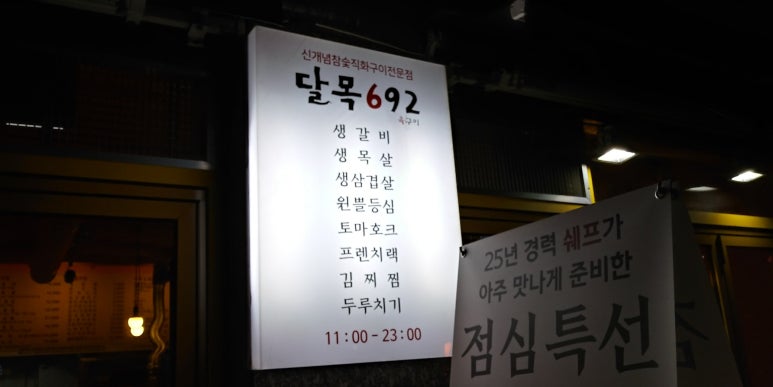 신개념참숯직화구이전문점
달목692
생갈비
생목살
생삼겹살
윈쁠등심
토마호크
프렌치랙
김찌찜
두루치기
11:00-23:00
25년 경력 쉐프가
아주 맛나게 준비한
점심특선